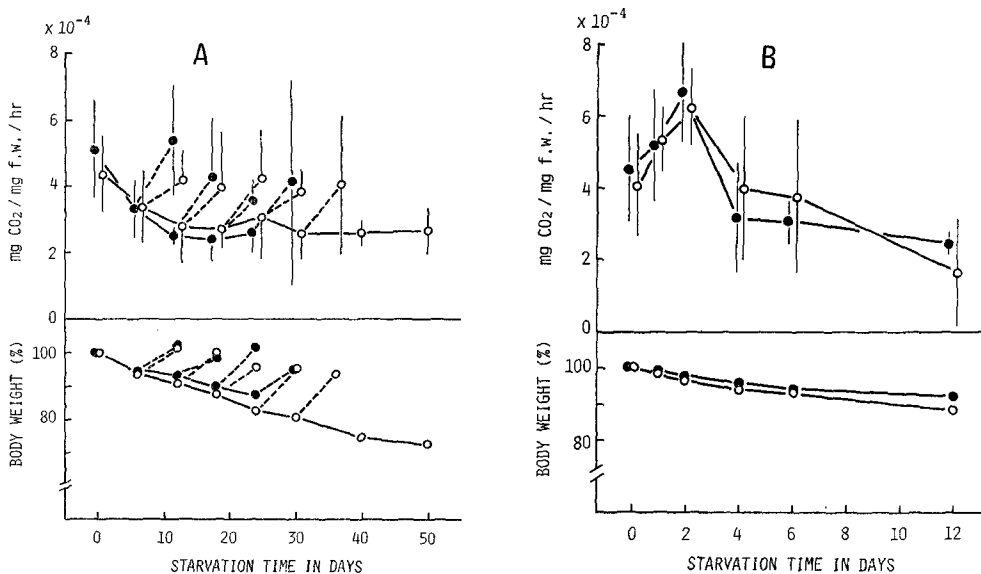 x 10⁻⁴
A
8
6
4
2
0
mg CO₂ / mg f.w. / hr
100
80
BODY WEIGHT (%)
0 10 20 30 40 50
STARVATION TIME IN DAYS
x 10⁻⁴
B
8
6
4
2
0
mg CO₂ / mg f.w. / hr
100
80
BODY WEIGHT (%)
0 2 4 6 8 10 12
STARVATION TIME IN DAYS